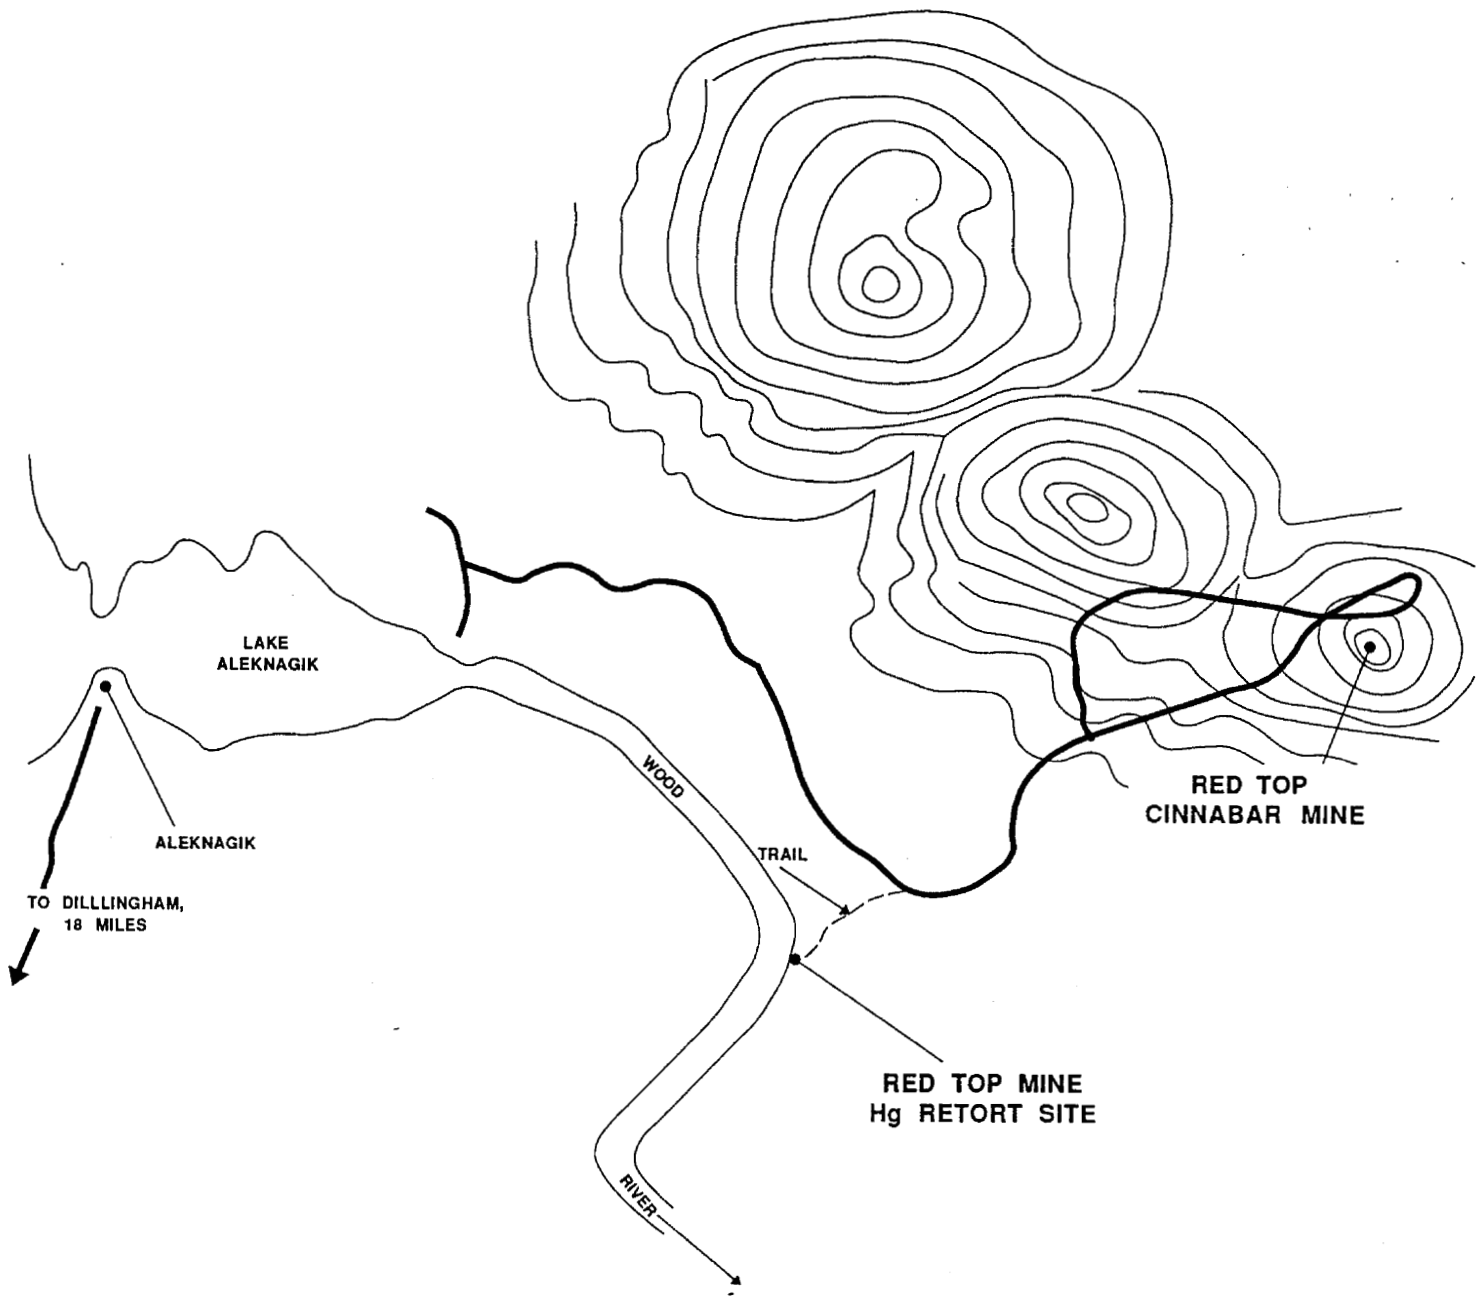 LAKE
ALEKNAGIK
WOOD
RED TOP
CINNABAR MINE
ALEKNAGIK
TRAIL
TO DILLLINGHAM,
18 MILES
RED TOP MINE
Hg RETORT SITE
RIVER